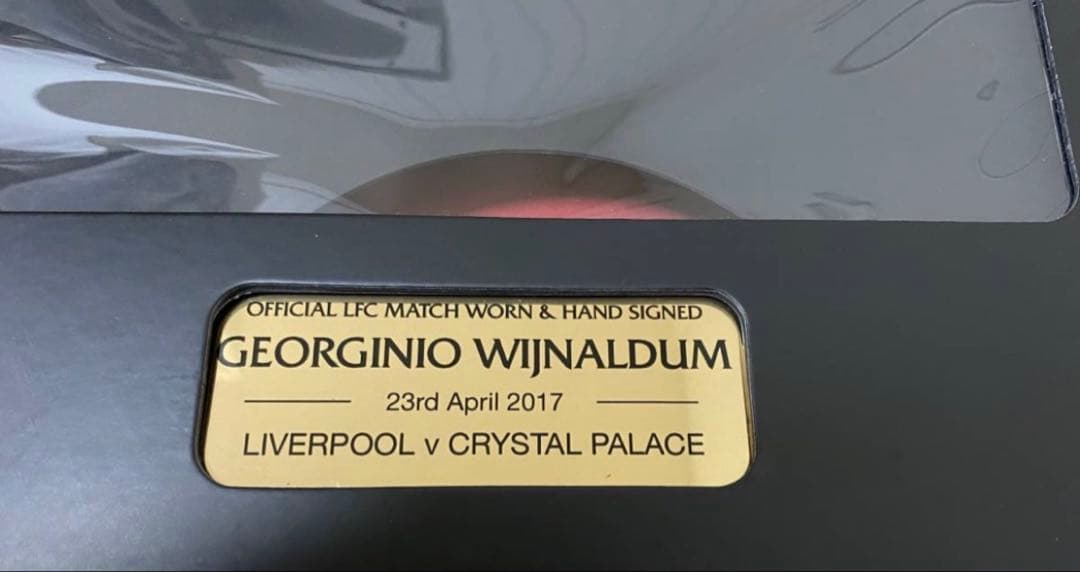 OFFICIAL LFC MATCH WORN & HAND SIGNED
GEORGINIO WIJNALDUM
23rd April 2017
LIVERPOOL v CRYSTAL PALACE